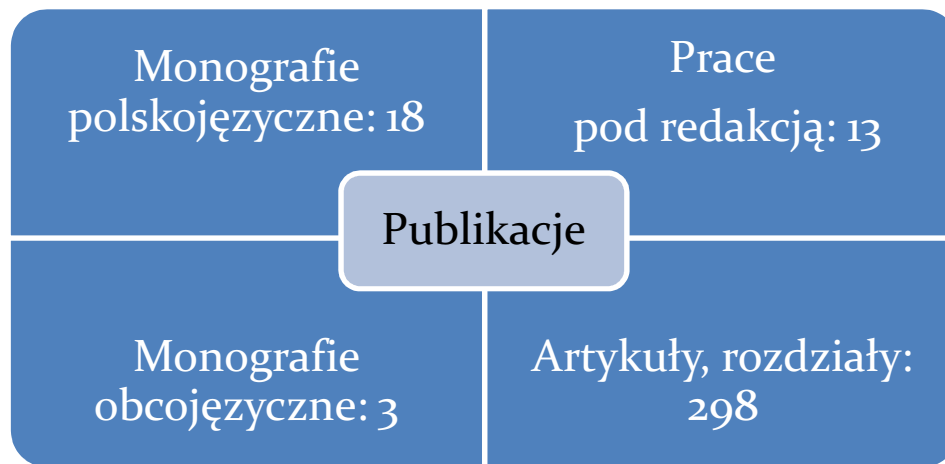 Monografie
polskojęzyczne: 18
Prace
pod redakcją: 13
Publikacje
Monografie
obcojęzyczne: 3
Artykuły, rozdziały:
298